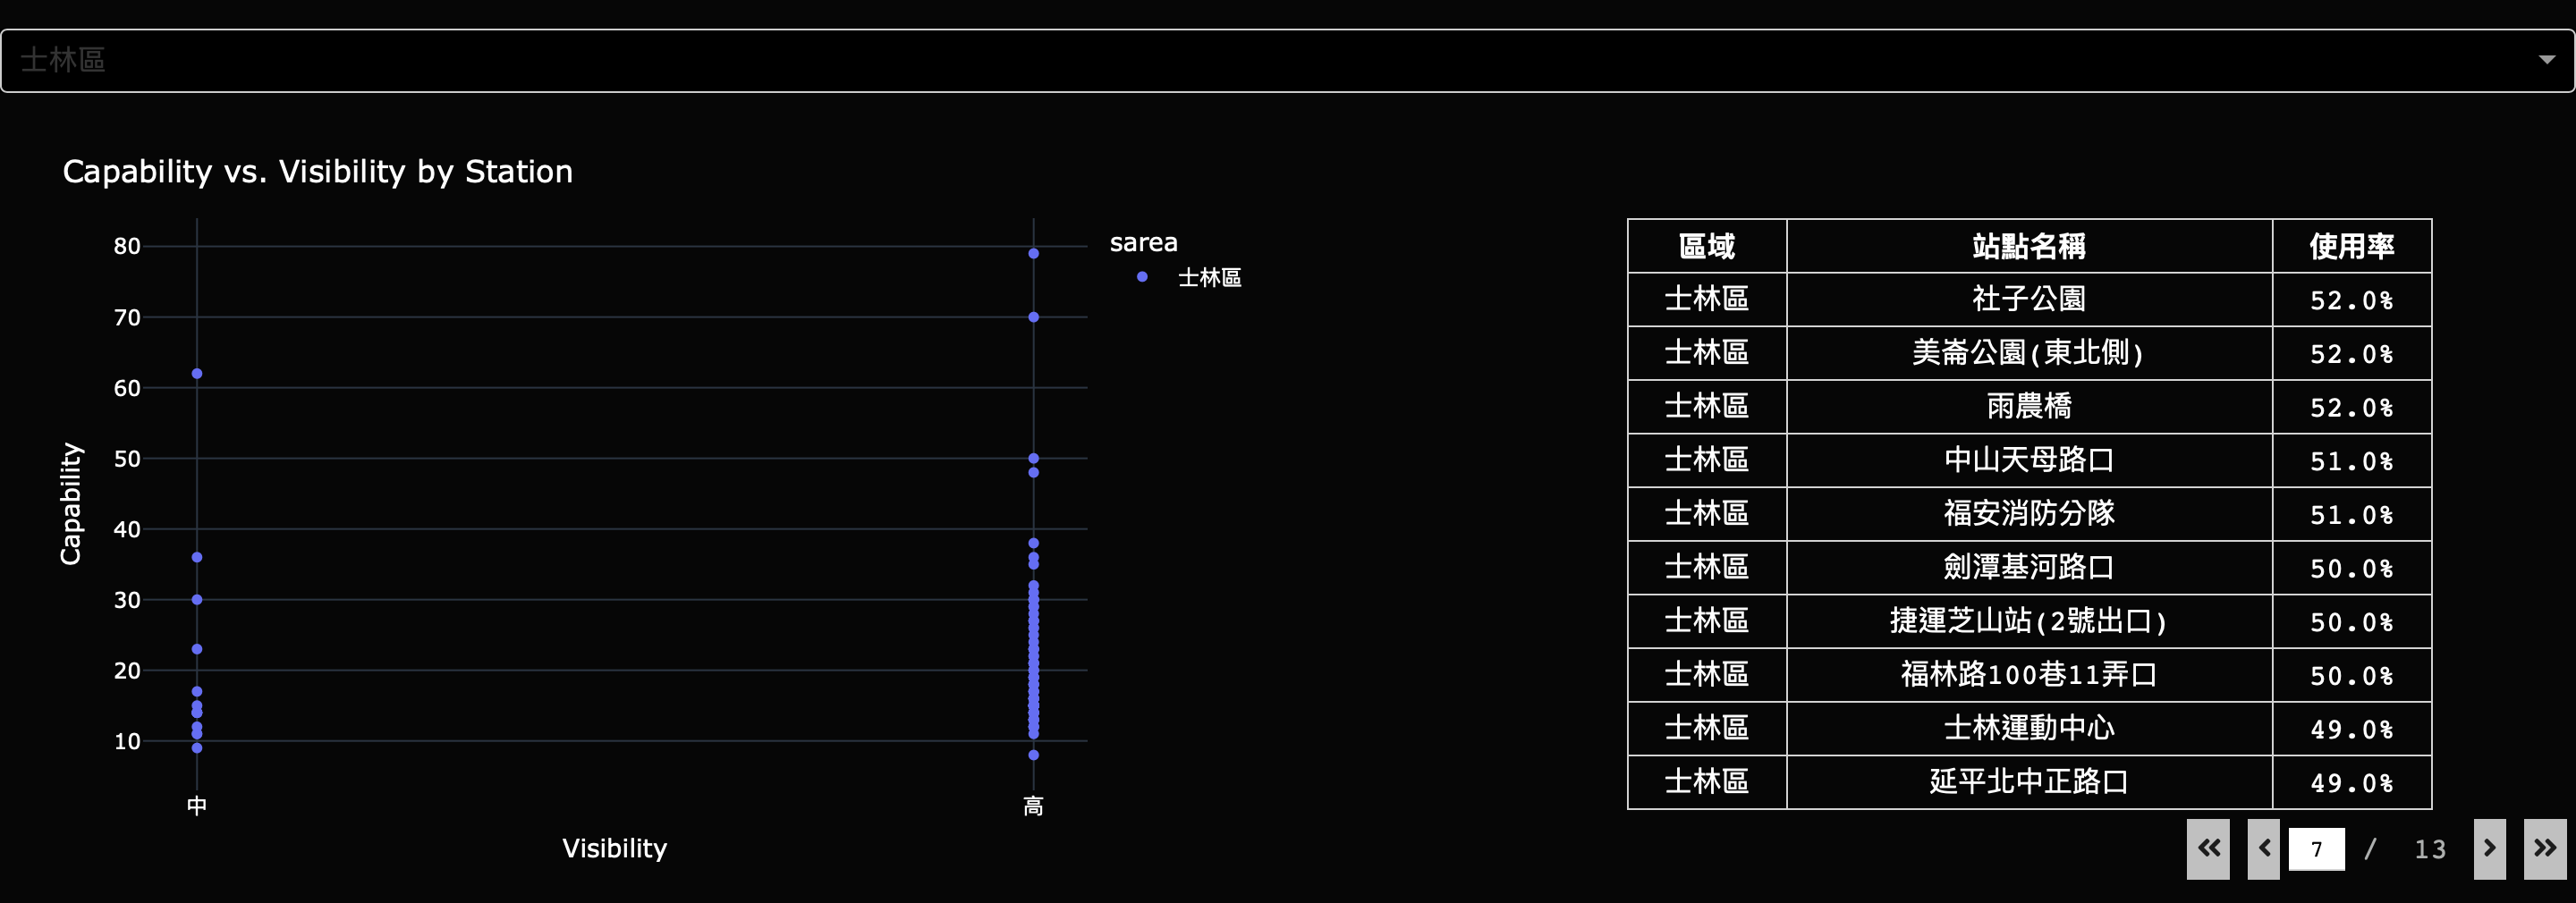 士林區
Capability vs. Visibility by Station
80
70
60
50
40
30
20
10
Capability
中
高
Visibility
sarea
士林區
區域 站點名稱 使用率
士林區 社子公園 52.0%
士林區 美崙公園(東北側) 52.0%
士林區 雨農橋 52.0%
士林區 中山天母路口 51.0%
士林區 福安消防分隊 51.0%
士林區 劍潭基河路口 50.0%
士林區 捷運芝山站(2號出口) 50.0%
士林區 福林路100巷11弄口 50.0%
士林區 士林運動中心 49.0%
士林區 延平北中正路口 49.0%
7 / 13